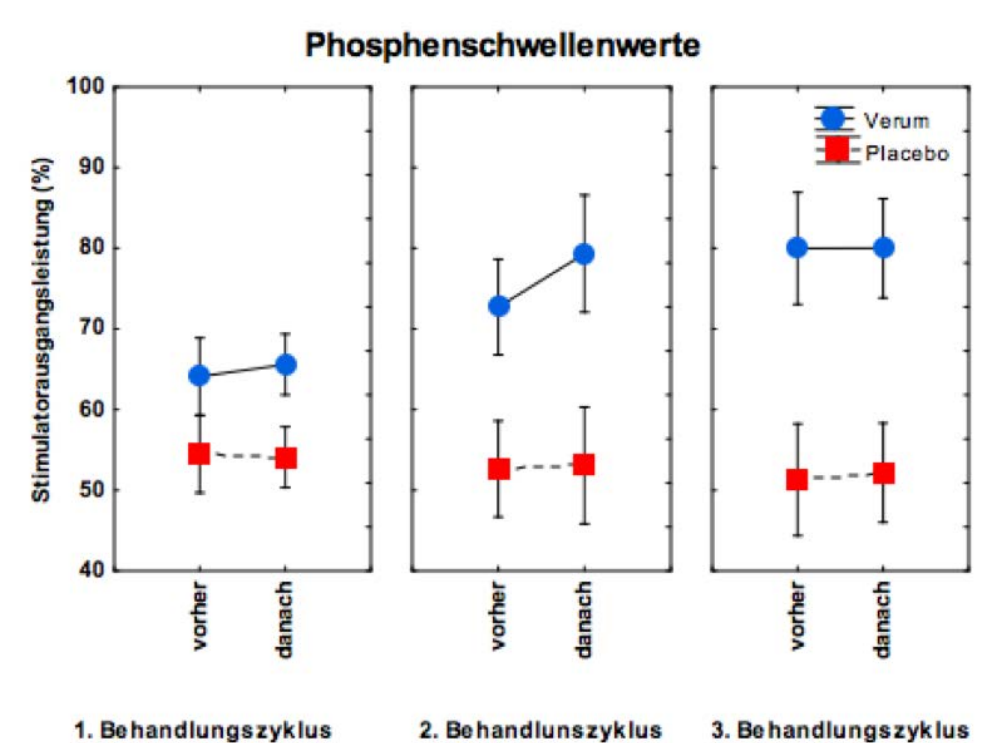 Phosphenschwellenwerte
Stimulatorausgangsleistung (%)
100
90
80
70
60
50
40
Verum
Placebo
vorher
danach
vorher
danach
vorher
danach
1. Behandlungszyklus
2. Behandlunszyklus
3. Behandlungszyklus